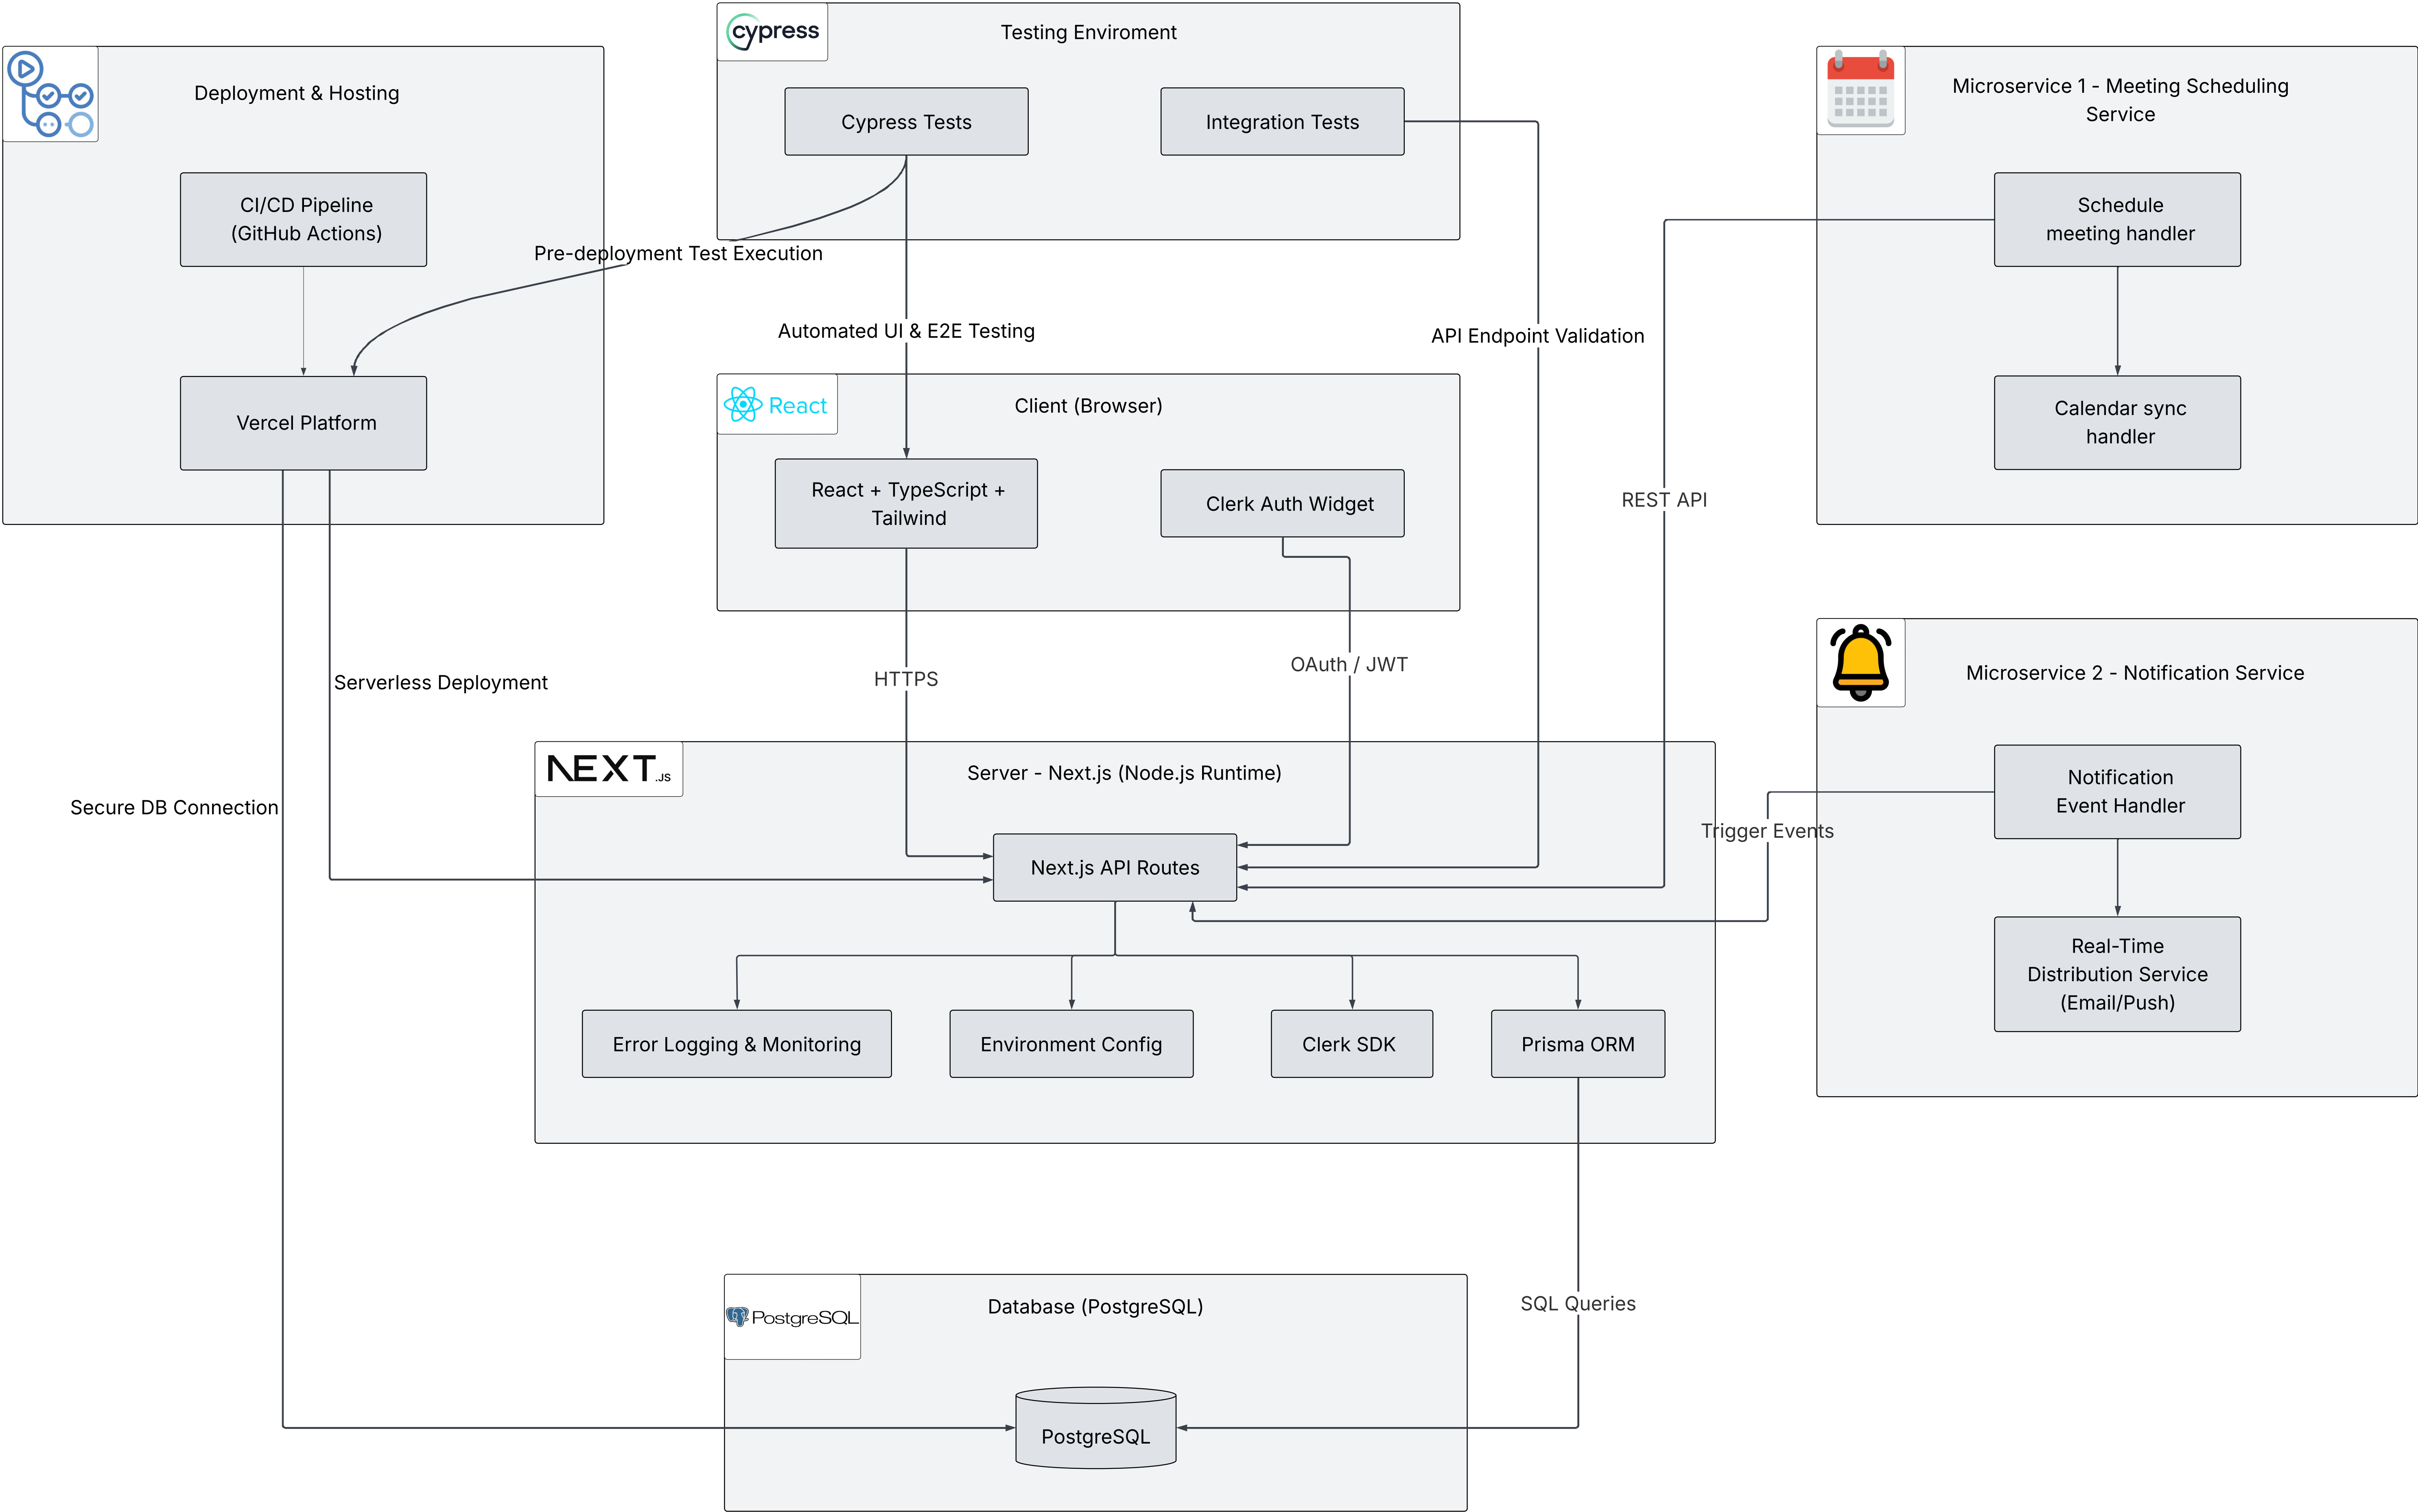 cypress
Testing Enviroment
Cypress Tests
Integration Tests
Deployment & Hosting
CI/CD Pipeline
(GitHub Actions)
Vercel Platform
Pre-deployment Test Execution
Automated UI & E2E Testing
API Endpoint Validation
Microservice 1 - Meeting Scheduling
Service
Schedule
meeting handler
Calendar sync
handler
REST API
React
Client (Browser)
React + TypeScript +
Tailwind
Clerk Auth Widget
HTTPS
OAuth / JWT
Serverless Deployment
Secure DB Connection
Microservice 2 - Notification Service
Notification
Event Handler
Trigger Events
Real-Time
Distribution Service
(Email/Push)
NEXT.JS
Server - Next.js (Node.js Runtime)
Next.js API Routes
Error Logging & Monitoring
Environment Config
Clerk SDK
Prisma ORM
SQL Queries
PostgreSQL
Database (PostgreSQL)
PostgreSQL